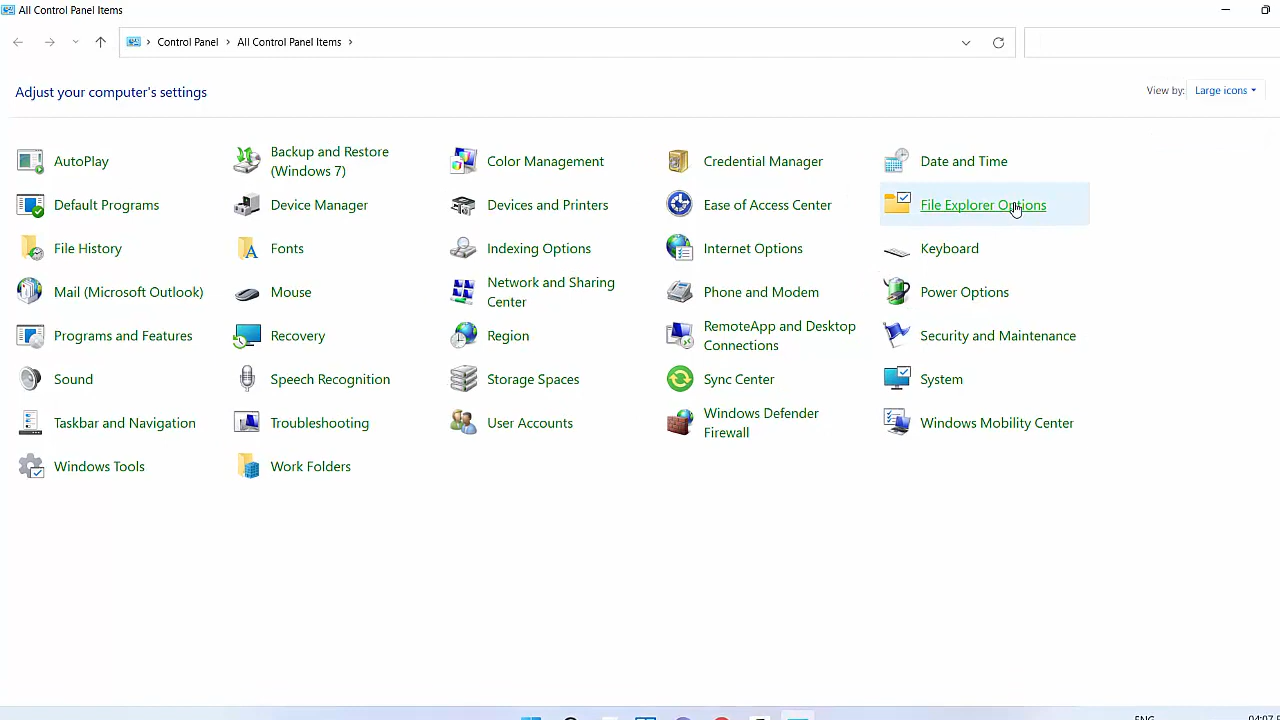 All Control Panel Items
Control Panel > All Control Panel Items >
Adjust your computer's settings
View by: Large icons
AutoPlay
Backup and Restore
(Windows 7)
Color Management
Credential Manager
Date and Time
Default Programs
Device Manager
Devices and Printers
Ease of Access Center
File Explorer Options
File History
Fonts
Indexing Options
Internet Options
Keyboard
Mail (Microsoft Outlook)
Mouse
Network and Sharing
Center
Phone and Modem
Power Options
Programs and Features
Recovery
Region
RemoteApp and Desktop
Connections
Security and Maintenance
Sound
Speech Recognition
Storage Spaces
Sync Center
System
Taskbar and Navigation
Troubleshooting
User Accounts
Windows Defender
Firewall
Windows Mobility Center
Windows Tools
Work Folders
ENG